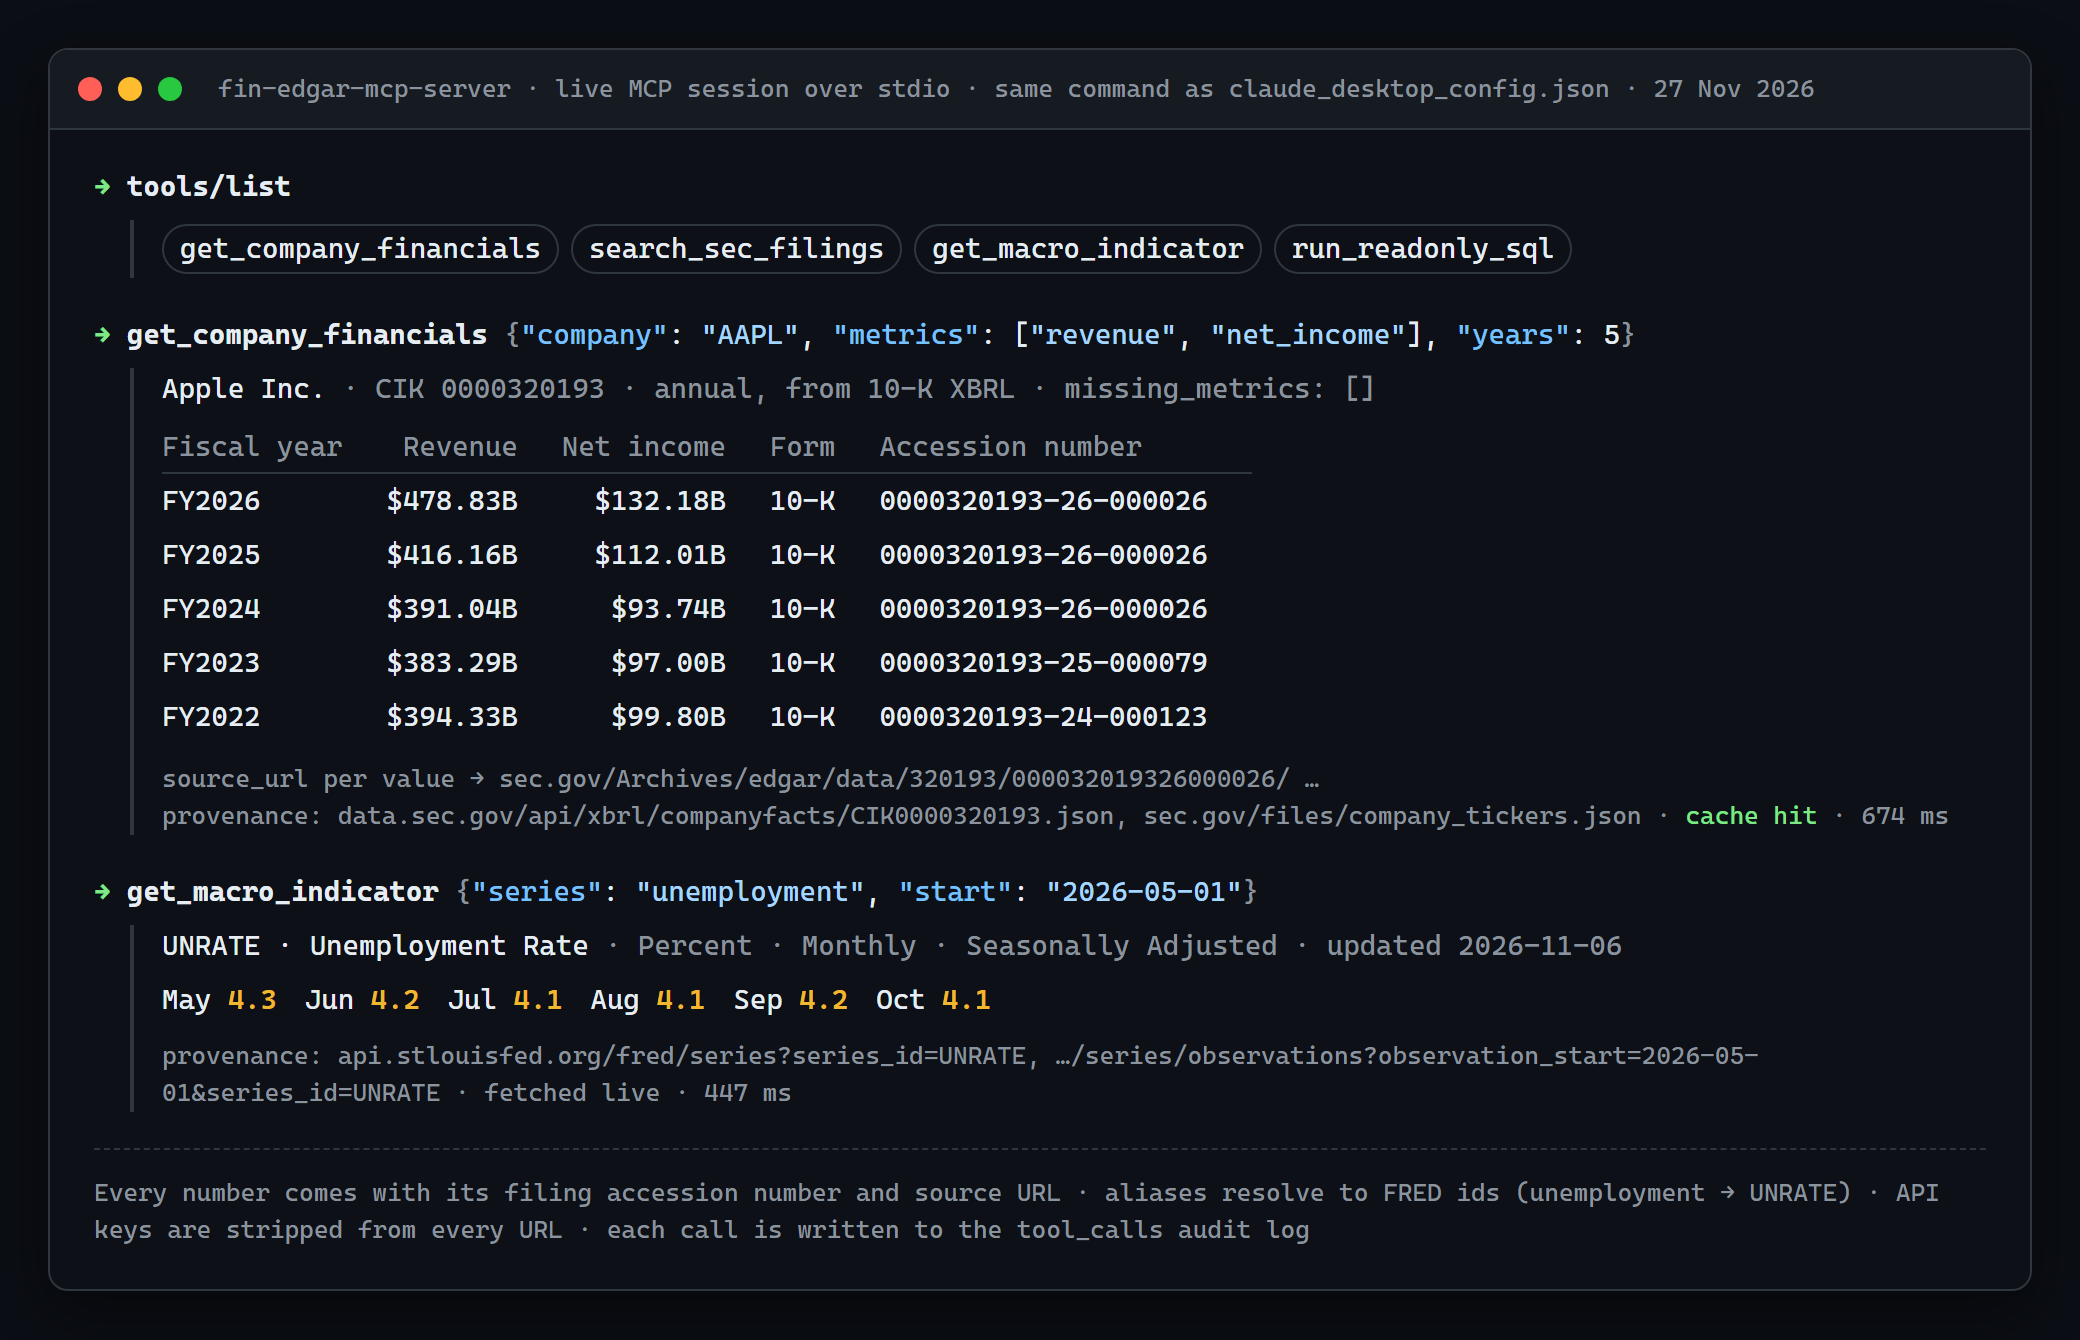 fin-edgar-mcp-server · live MCP session over stdio · same command as claude_desktop_config.json · 27 Nov 2026
→ tools/list
get_company_financials search_sec_filings get_macro_indicator run_readonly_sql
→ get_company_financials {"company": "AAPL", "metrics": ["revenue", "net_income"], "years": 5}
Apple Inc. · CIK 0000320193 · annual, from 10-K XBRL · missing_metrics: []
Fiscal year Revenue Net income Form Accession number
FY2026 $478.83B $132.18B 10-K 0000320193-26-000026
FY2025 $416.16B $112.01B 10-K 0000320193-26-000026
FY2024 $391.04B $93.74B 10-K 0000320193-26-000026
FY2023 $383.29B $97.00B 10-K 0000320193-25-000079
FY2022 $394.33B $99.80B 10-K 0000320193-24-000123
source_url per value → sec.gov/Archives/edgar/data/320193/000032019326000026/ …
provenance: data.sec.gov/api/xbrl/companyfacts/CIK0000320193.json, sec.gov/files/company_tickers.json · cache hit · 674 ms
→ get_macro_indicator {"series": "unemployment", "start": "2026-05-01"}
UNRATE · Unemployment Rate · Percent · Monthly · Seasonally Adjusted · updated 2026-11-06
May 4.3 Jun 4.2 Jul 4.1 Aug 4.1 Sep 4.2 Oct 4.1
provenance: api.stlouisfed.org/fred/series?series_id=UNRATE, …/series/observations?observation_start=2026-05-
01&series_id=UNRATE · fetched live · 447 ms
Every number comes with its filing accession number and source URL · aliases resolve to FRED ids (unemployment → UNRATE) · API
keys are stripped from every URL · each call is written to the tool_calls audit log